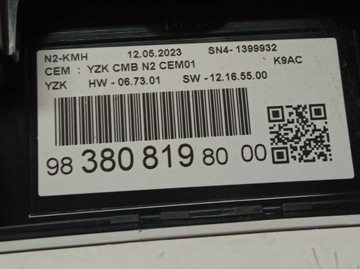 N2-KMH 12.05.2023 SN4- 1399932
CEM : YZK CMB N2 CEM01 K9AC
YZK HW - 06.73.01 SW - 12.16.55.00
98 380 819 80 00